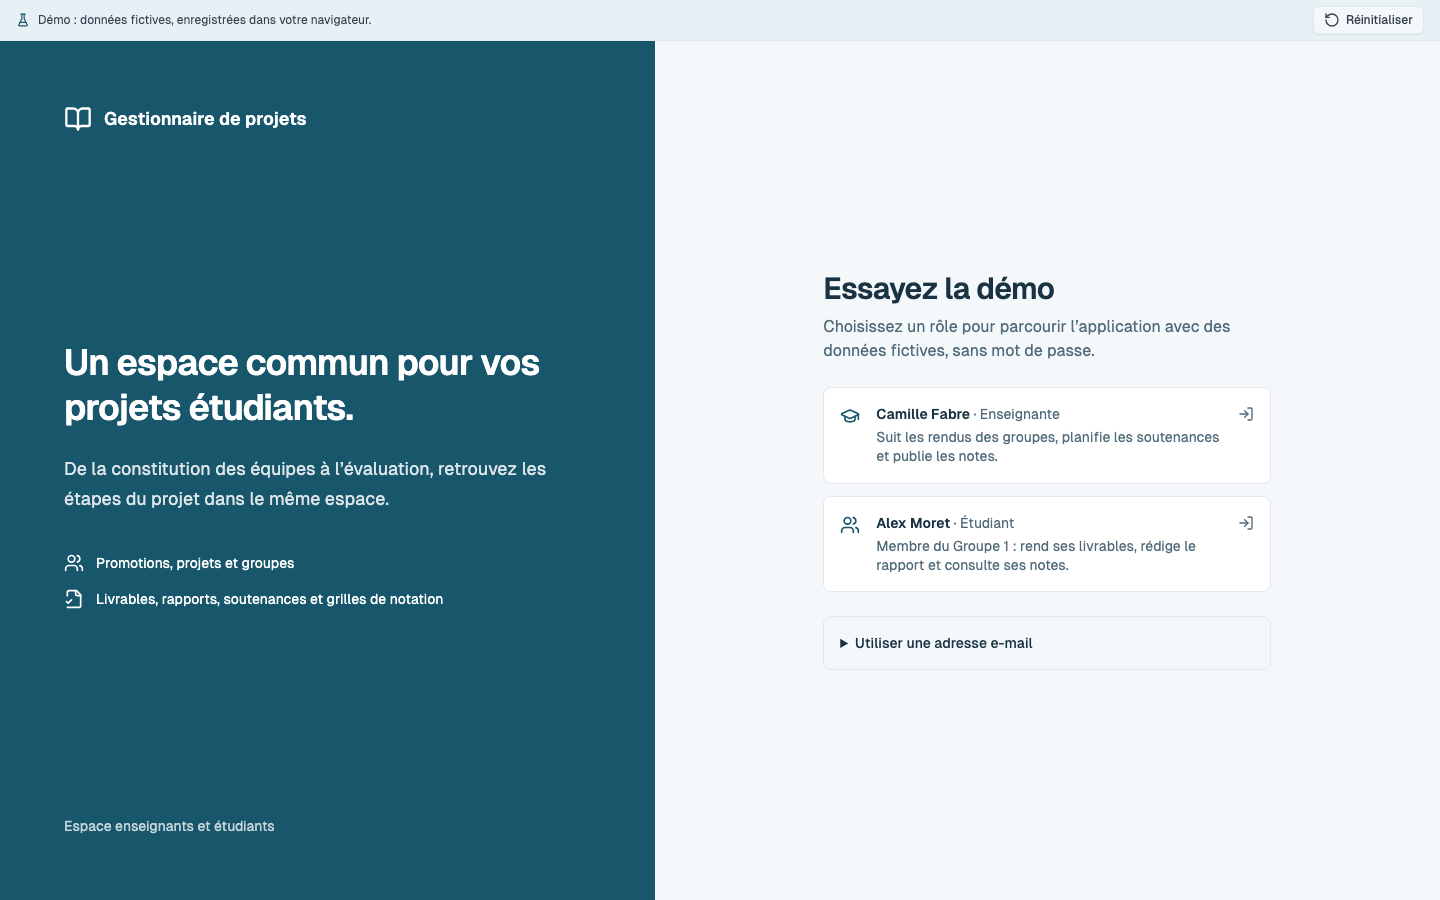 Démo : données fictives, enregistrées dans votre navigateur.
Réinitialiser
Gestionnaire de projets
Un espace commun pour vos
projets étudiants.
De la constitution des équipes à l’évaluation, retrouvez les
étapes du projet dans le même espace.
Promotions, projets et groupes
Livrables, rapports, soutenances et grilles de notation
Espace enseignants et étudiants
Essayez la démo
Choisissez un rôle pour parcourir l’application avec des
données fictives, sans mot de passe.
Camille Fabre · Enseignante
Suit les rendus des groupes, planifie les soutenances
et publie les notes.
Alex Moret · Étudiant
Membre du Groupe 1 : rend ses livrables, rédige le
rapport et consulte ses notes.
Utiliser une adresse e-mail